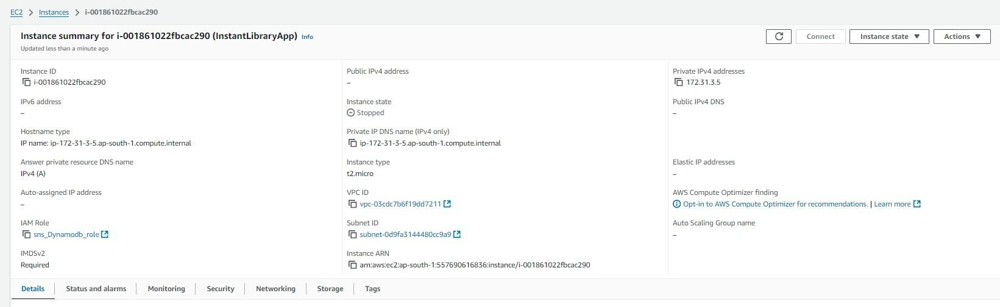 EC2 > Instances > i-001861022fbcac290
Instance summary for i-001861022fbcac290 (InstantLibraryApp) Info
Updated less than a minute ago
Connect
Instance state
Actions
Instance ID
i-001861022fbcac290
Public IPv4 address
–
Private IPv4 addresses
172.31.3.5
IPv6 address
–
Instance state
Stopped
Public IPv4 DNS
–
Hostname type
IP name: ip-172-31-3-5.ap-south-1.compute.internal
Private IP DNS name (IPv4 only)
ip-172-31-3-5.ap-south-1.compute.internal
Answer private resource DNS name
IPv4 (A)
Instance type
t2.micro
Elastic IP addresses
–
Auto-assigned IP address
–
VPC ID
vpc-03cdc7b6f19dd7211
AWS Compute Optimizer finding
Opt-in to AWS Compute Optimizer for recommendations. | Learn more
IAM Role
sns_Dynamodb_role
Subnet ID
subnet-0d9fa3144480cc9a9
Auto Scaling Group name
–
IMDSv2
Required
Instance ARN
arn:aws:ec2:ap-south-1:557690616836:instance/i-001861022fbcac290
Details
Status and alarms
Monitoring
Security
Networking
Storage
Tags